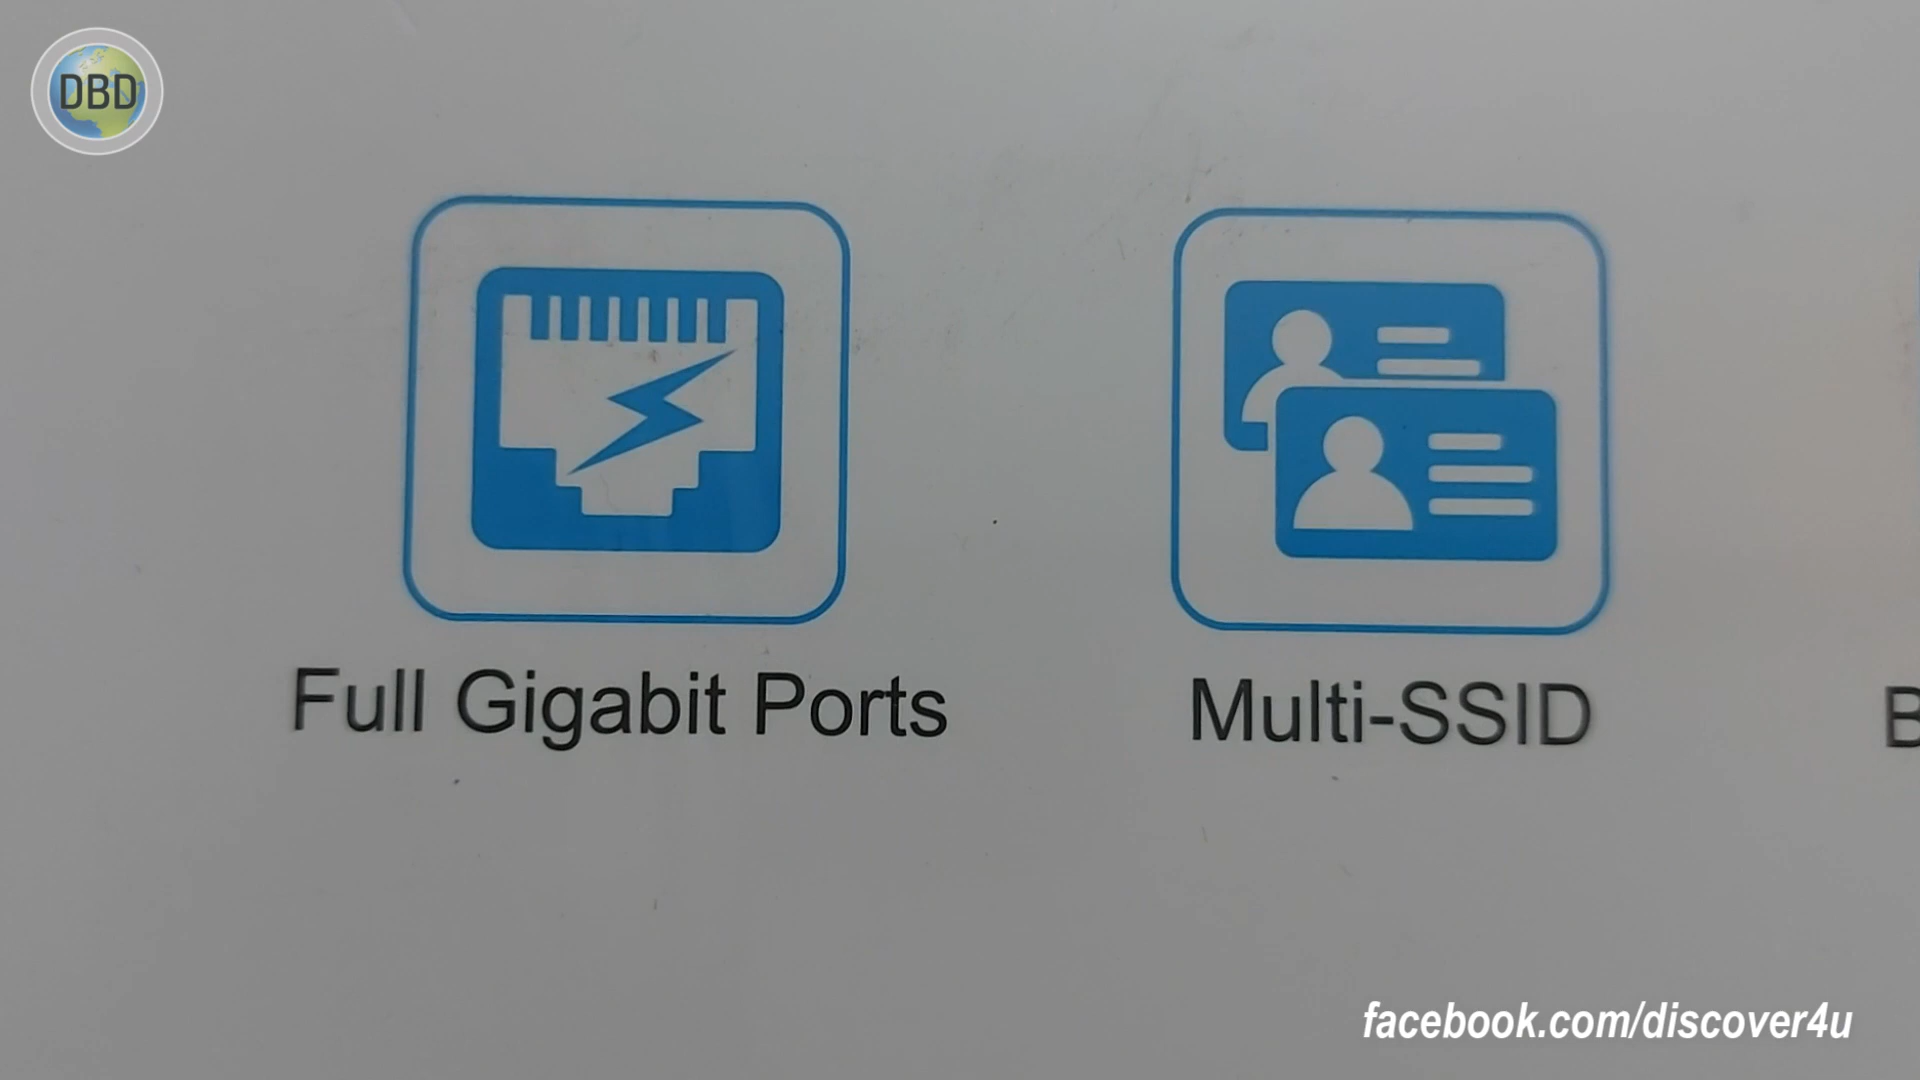 DBD
Full Gigabit Ports
Multi-SSID
B
facebook.com/discover4u